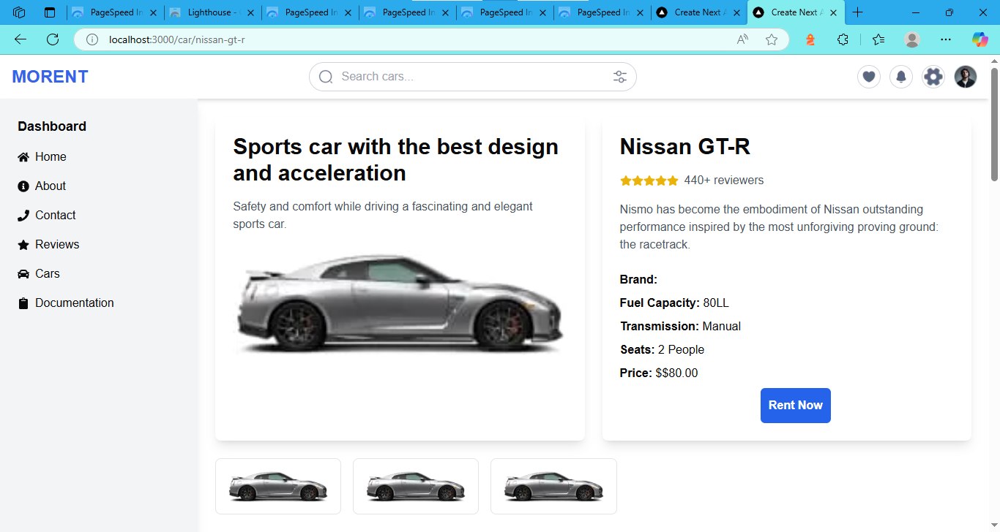 PageSpeed In
Lighthouse -
PageSpeed In
PageSpeed In
PageSpeed In
PageSpeed In
Create Next A
Create Next A
localhost:3000/car/nissan-gt-r
MORENT
Search cars...
Dashboard
Home
About
Contact
Reviews
Cars
Documentation
Sports car with the best design
and acceleration
Safety and comfort while driving a fascinating and elegant
sports car.
Nissan GT-R
440+ reviewers
Nismo has become the embodiment of Nissan outstanding
performance inspired by the most unforgiving proving ground:
the racetrack.
Brand:
Fuel Capacity: 80LL
Transmission: Manual
Seats: 2 People
Price: $$80.00
Rent Now